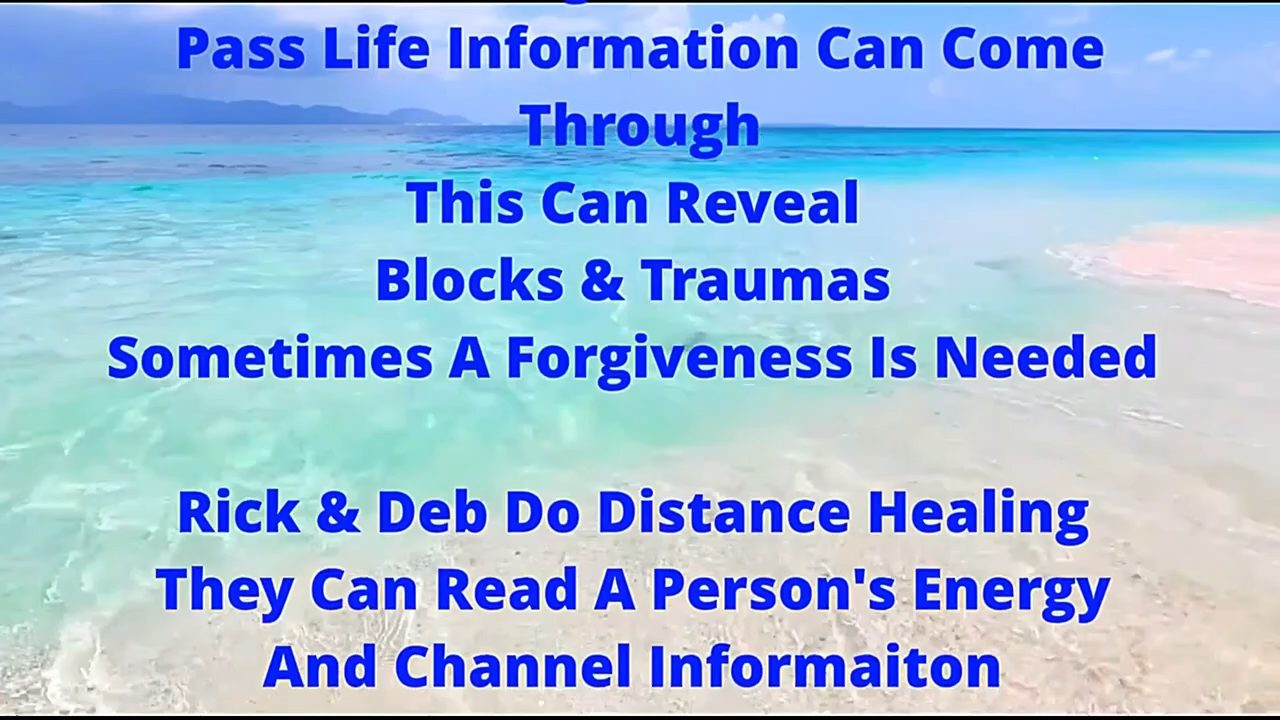 Pass Life Information Can Come
Through
This Can Reveal
Blocks & Traumas
Sometimes A Forgiveness Is Needed
Rick & Deb Do Distance Healing
They Can Read A Person's Energy
And Channel Informaiton